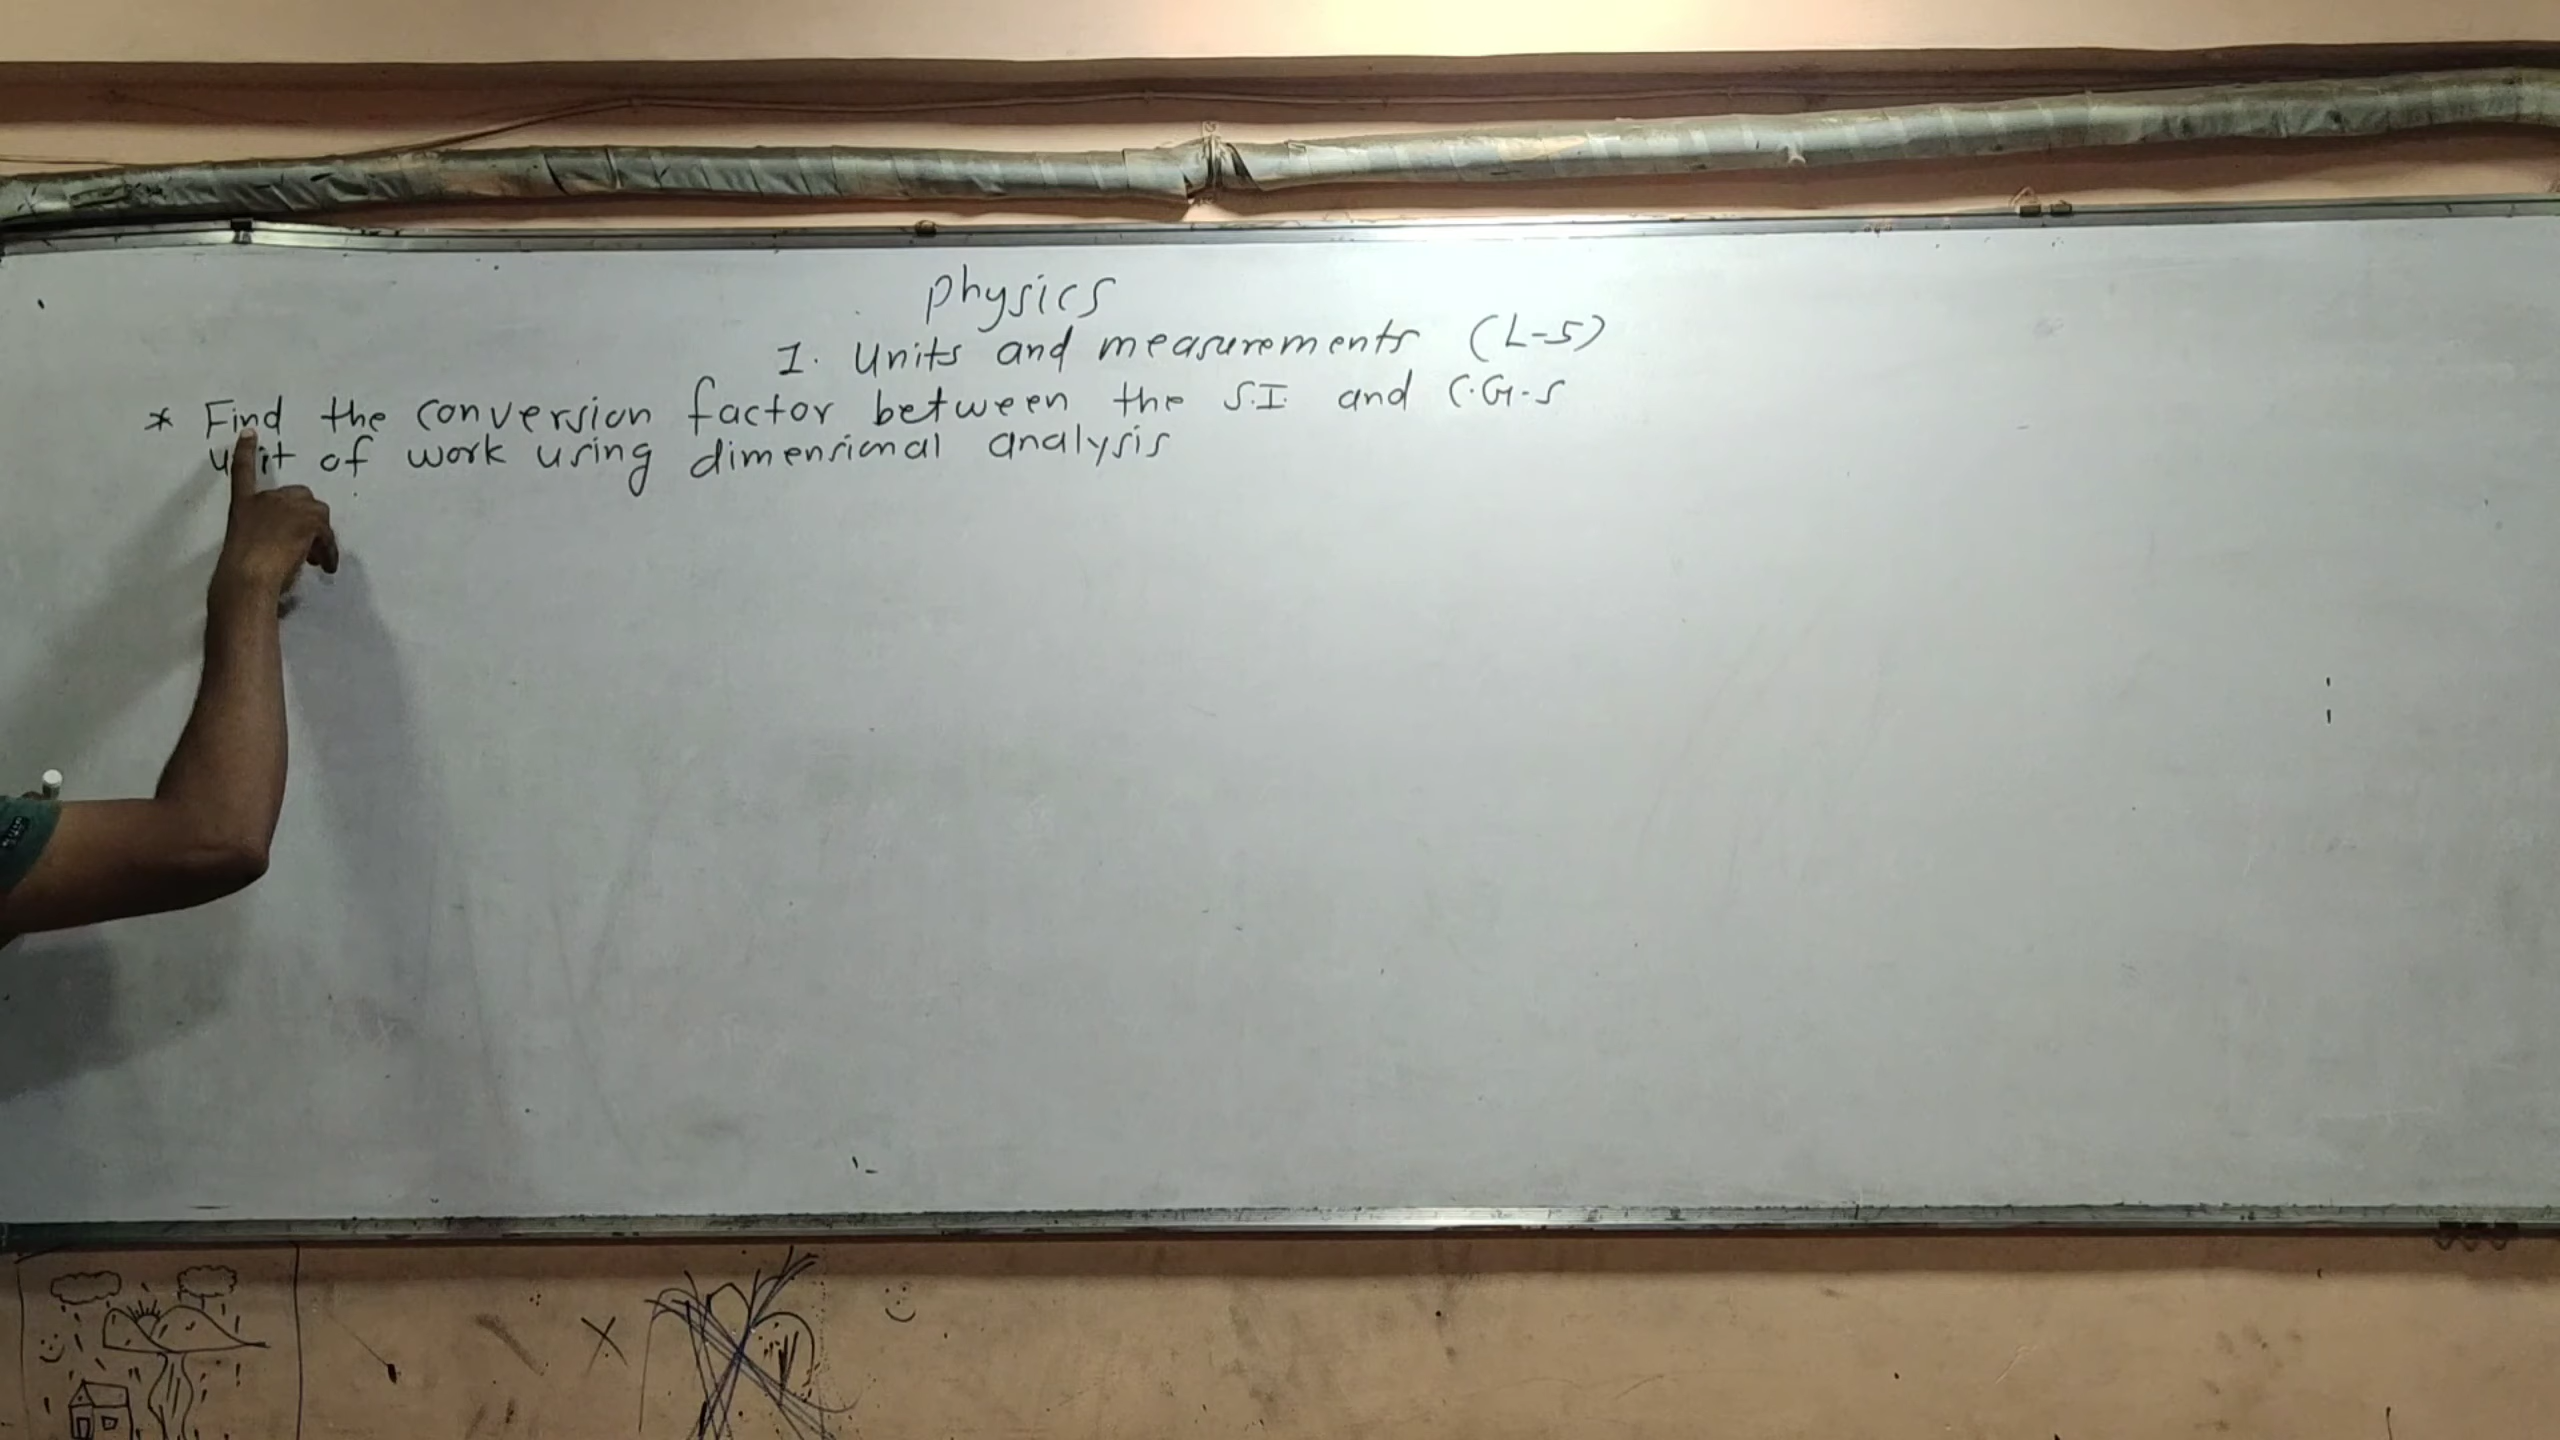 Physics
1. Units and measurements (L-5)
* Find the conversion factor between the S.I. and C.G.S
unit of work using dimensional analysis